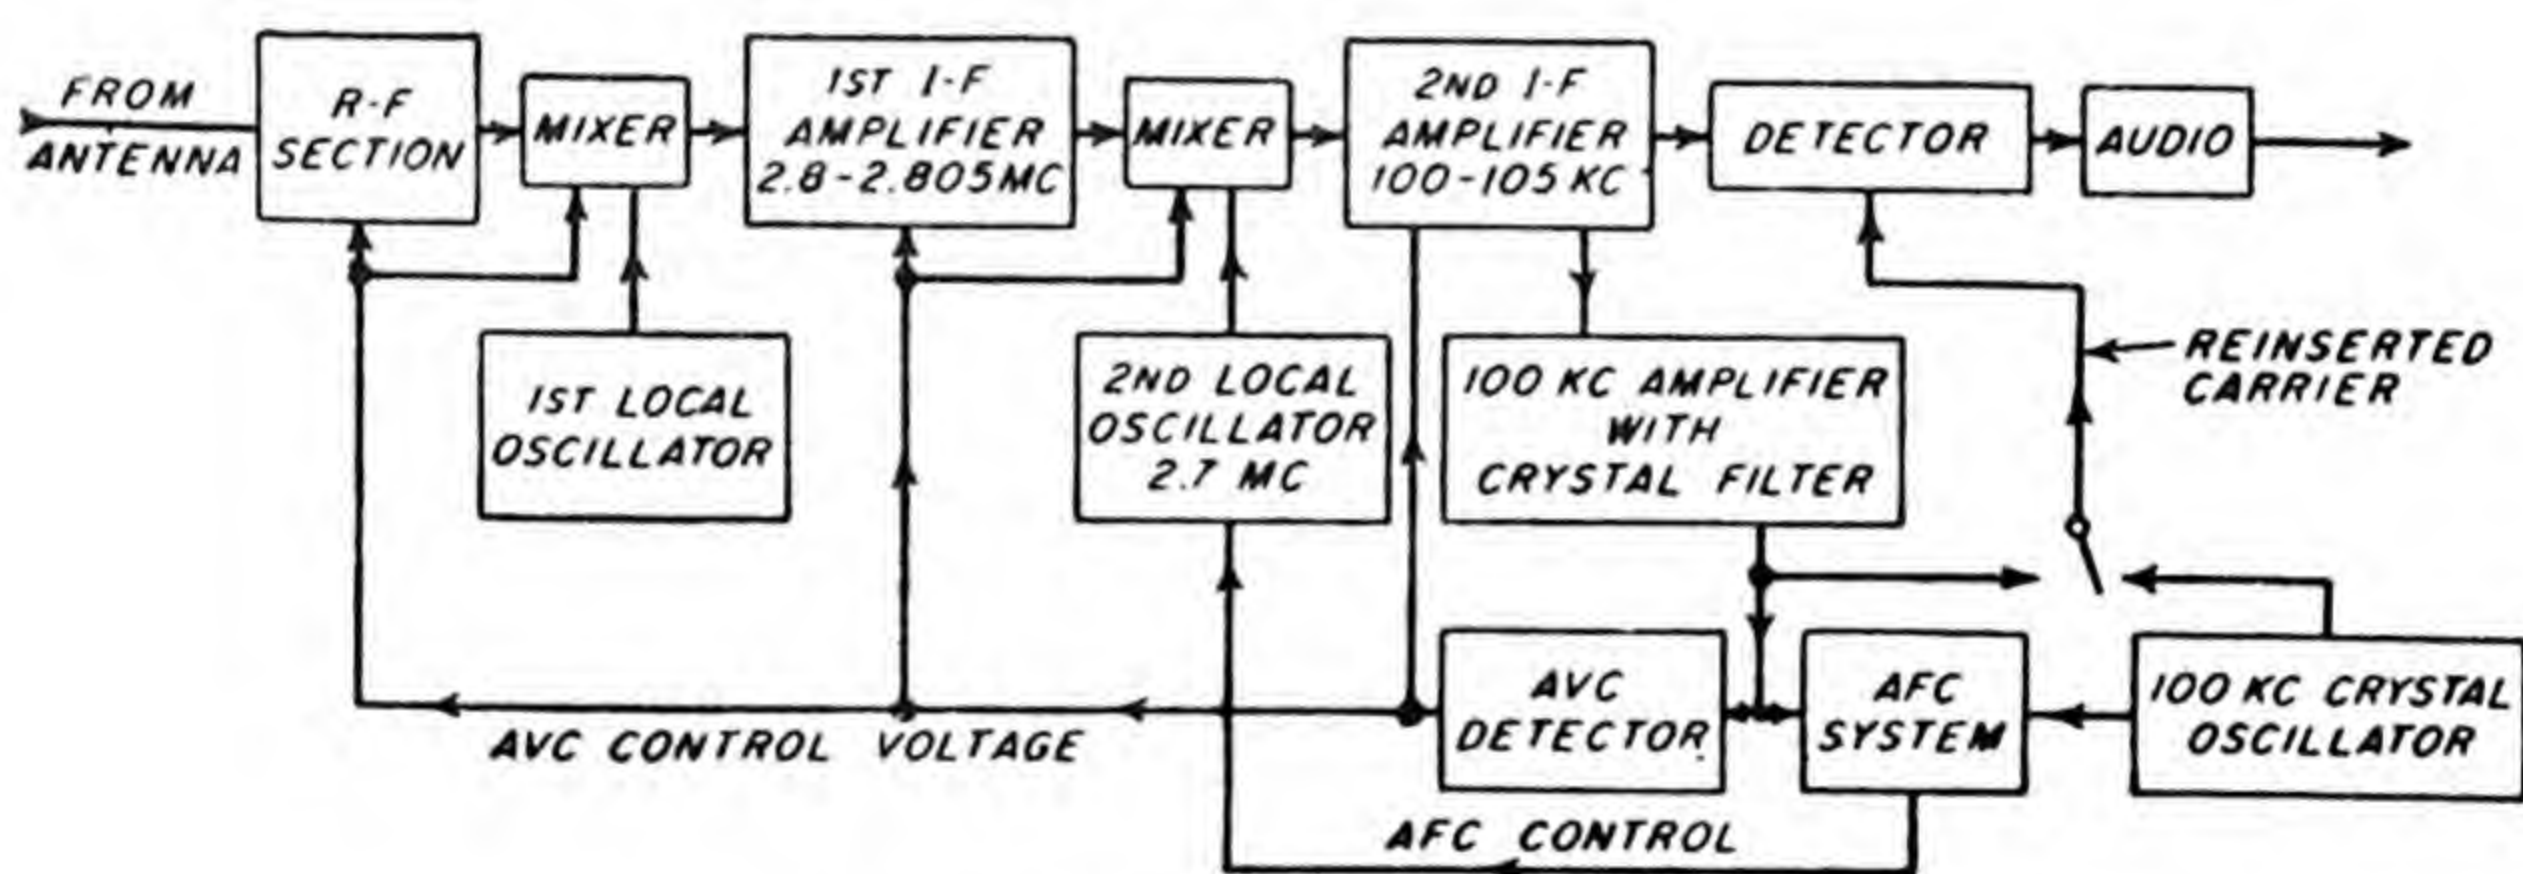 FROM
ANTENNA
R-F
SECTION
MIXER
1ST I-F
AMPLIFIER
2.8-2.805MC
MIXER
2ND I-F
AMPLIFIER
100-105 KC
DETECTOR
AUDIO
1ST LOCAL
OSCILLATOR
2ND LOCAL
OSCILLATOR
2.7 MC
100 KC AMPLIFIER
WITH
CRYSTAL FILTER
REINSERTED
CARRIER
AVC
DETECTOR
AFC
SYSTEM
100 KC CRYSTAL
OSCILLATOR
AVC CONTROL VOLTAGE
AFC CONTROL